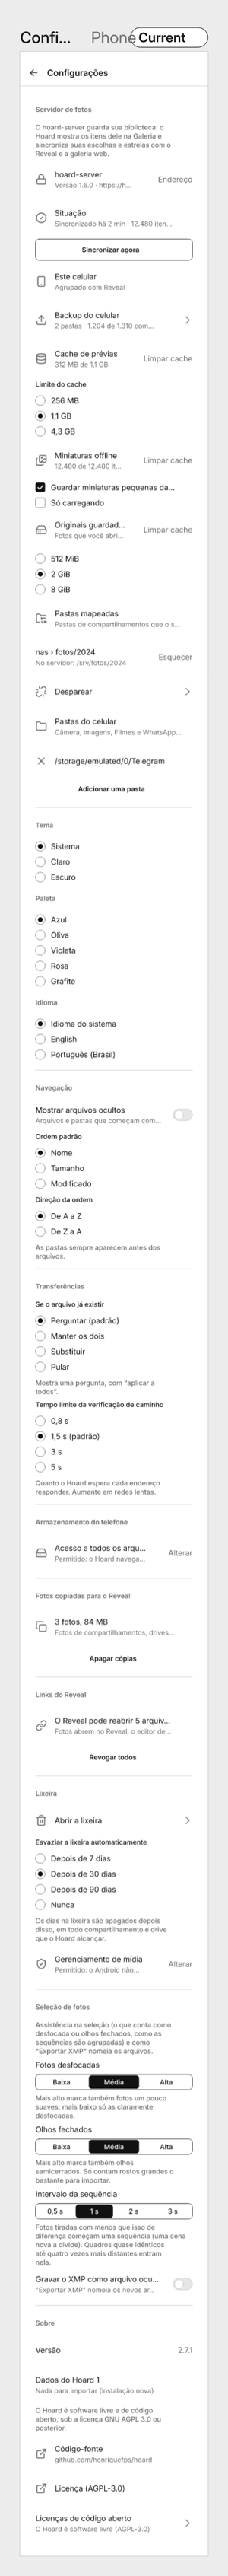 Confi...
Phone
Current
Configurações
Servidor de fotos
O hoard-server guarda sua biblioteca: o
Hoard mostra os itens dele na Galeria e
sincroniza suas escolhas e estrelas com o
Reveal e a galeria web.
hoard-server
Versão 1.6.0 · https://h...
Endereço
Situação
Sincronizado há 2 min · 12.480 iten...
Sincronizar agora
Este celular
Agrupado com Reveal
Backup do celular
2 pastas · 1.204 de 1.310 com...
Cache de prévias
312 MB de 1,1 GB
Limpar cache
Limite do cache
256 MB
1,1 GB
4,3 GB
Miniaturas offline
12.480 de 12.480 it...
Limpar cache
Guardar miniaturas pequenas da...
Só carregando
Originais guardad...
Fotos que você abri...
Limpar cache
512 MiB
2 GiB
8 GiB
Pastas mapeadas
Pastas de compartilhamentos que o s...
nas › fotos/2024
No servidor: /srv/fotos/2024
Esquecer
Desparear
Pastas do celular
Câmera, Imagens, Filmes e WhatsApp...
/storage/emulated/0/Telegram
Adicionar uma pasta
Tema
Sistema
Claro
Escuro
Paleta
Azul
Oliva
Violeta
Rosa
Grafite
Idioma
Idioma do sistema
English
Português (Brasil)
Navegação
Mostrar arquivos ocultos
Arquivos e pastas que começam com...
Ordem padrão
Nome
Tamanho
Modificado
Direção da ordem
De A a Z
De Z a A
As pastas sempre aparecem antes dos
arquivos.
Transferências
Se o arquivo já existir
Perguntar (padrão)
Manter os dois
Substituir
Pular
Mostra uma pergunta, com "aplicar a
todos".
Tempo limite da verificação de caminho
0,8 s
1,5 s (padrão)
3 s
5 s
Quanto o Hoard espera cada endereço
responder. Aumente em redes lentas.
Armazenamento do telefone
Acesso a todos os arqu...
Permitido: o Hoard navega...
Alterar
Fotos copiadas para o Reveal
3 fotos, 84 MB
Fotos de compartilhamentos, drives...
Apagar cópias
Links do Reveal
O Reveal pode reabrir 5 arquiv...
Fotos abrem no Reveal, o editor de...
Revogar todos
Lixeira
Abrir a lixeira
Esvaziar a lixeira automaticamente
Depois de 7 dias
Depois de 30 dias
Depois de 90 dias
Nunca
Os dias na lixeira são apagados depois
disso, em todo compartilhamento e drive
que o Hoard alcançar.
Gerenciamento de mídia
Permitido: o Android não...
Alterar
Seleção de fotos
Assistência na seleção (o que conta como
desfocada ou olhos fechados, como as
sequências são agrupadas) e como
"Exportar XMP" nomeia os arquivos.
Fotos desfocadas
Baixa
Média
Alta
Mais alto marca também fotos um pouco
suaves; mais baixo só as claramente
desfocadas.
Olhos fechados
Baixa
Média
Alta
Mais alto marca também olhos
semicerrados. Só contam rostos grandes o
bastante para importar.
Intervalo da sequência
0,5 s
1 s
2 s
3 s
Fotos tiradas com menos que isso de
diferença começam uma sequência (uma cena
nova a divide). Quadros quase idênticos
até quatro vezes mais distantes entram
nela.
Gravar o XMP como arquivo ocu...
"Exportar XMP" nomeia os novos ar...
Sobre
Versão
2.7.1
Dados do Hoard 1
Nada para importar (instalação nova)
O Hoard é software livre e de código
aberto, sob a licença GNU AGPL 3.0 ou
posterior.
Código-fonte
github.com/henriquefps/hoard
Licença (AGPL-3.0)
Licenças de código aberto
O Hoard é software livre (AGPL-3.0)